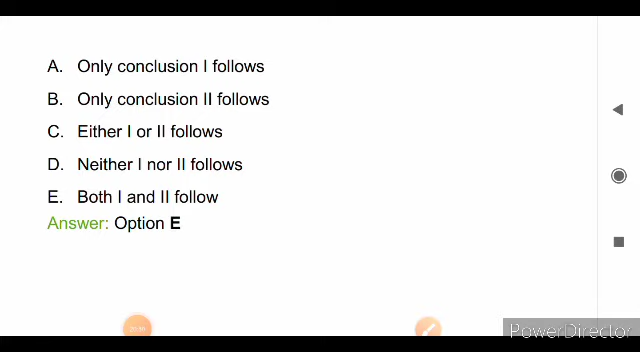 A. Only conclusion I follows
B. Only conclusion II follows
C. Either I or II follows
D. Neither I nor II follows
E. Both I and II follow
Answer: Option E
PowerDirector